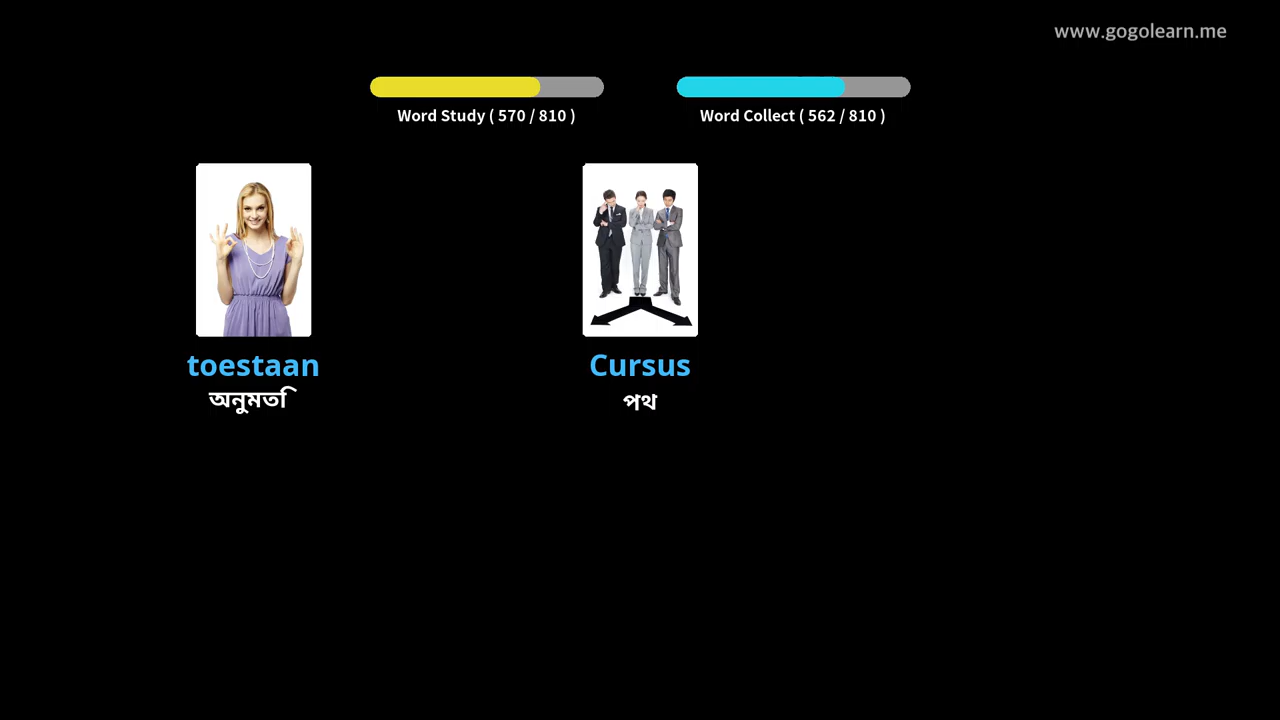 www.gogolearn.me
Word Study ( 570 / 810 )
Word Collect ( 562 / 810 )
toestaan
অনুমতি
Cursus
পথ